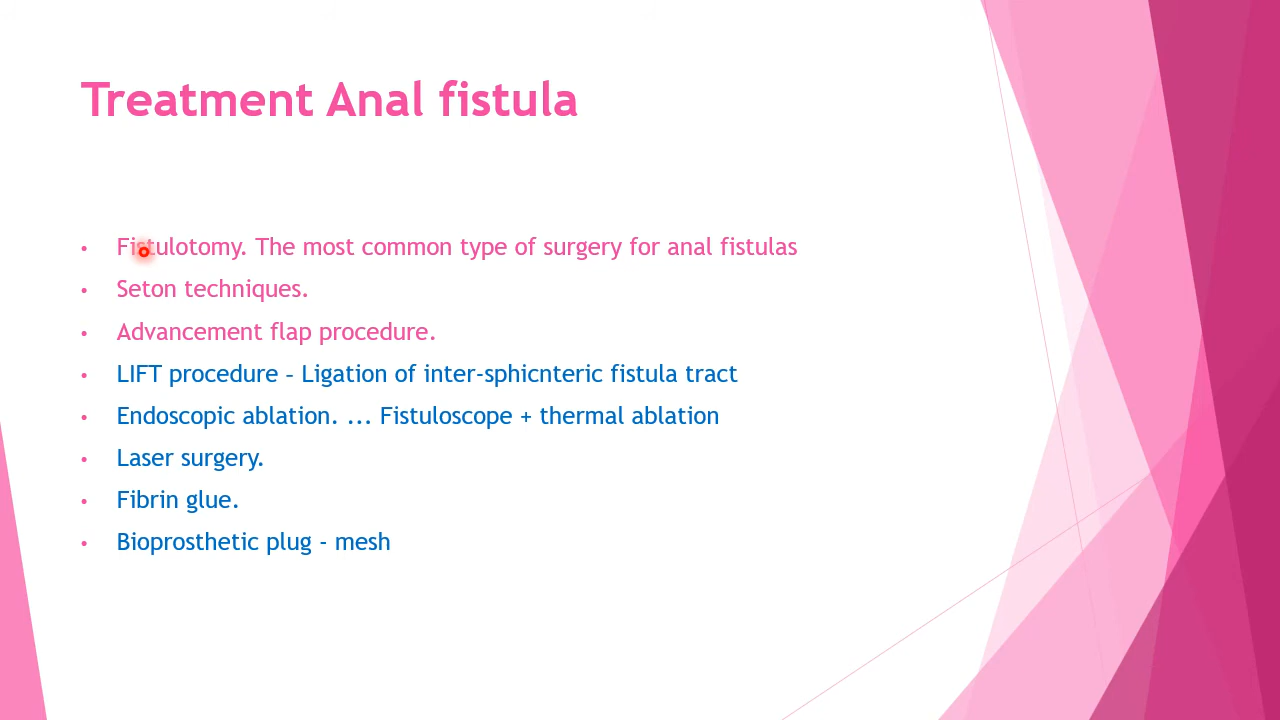 Treatment Anal fistula
• Fistulotomy. The most common type of surgery for anal fistulas
• Seton techniques.
• Advancement flap procedure.
• LIFT procedure – Ligation of inter-sphicnteric fistula tract
• Endoscopic ablation. ... Fistuloscope + thermal ablation
• Laser surgery.
• Fibrin glue.
• Bioprosthetic plug - mesh